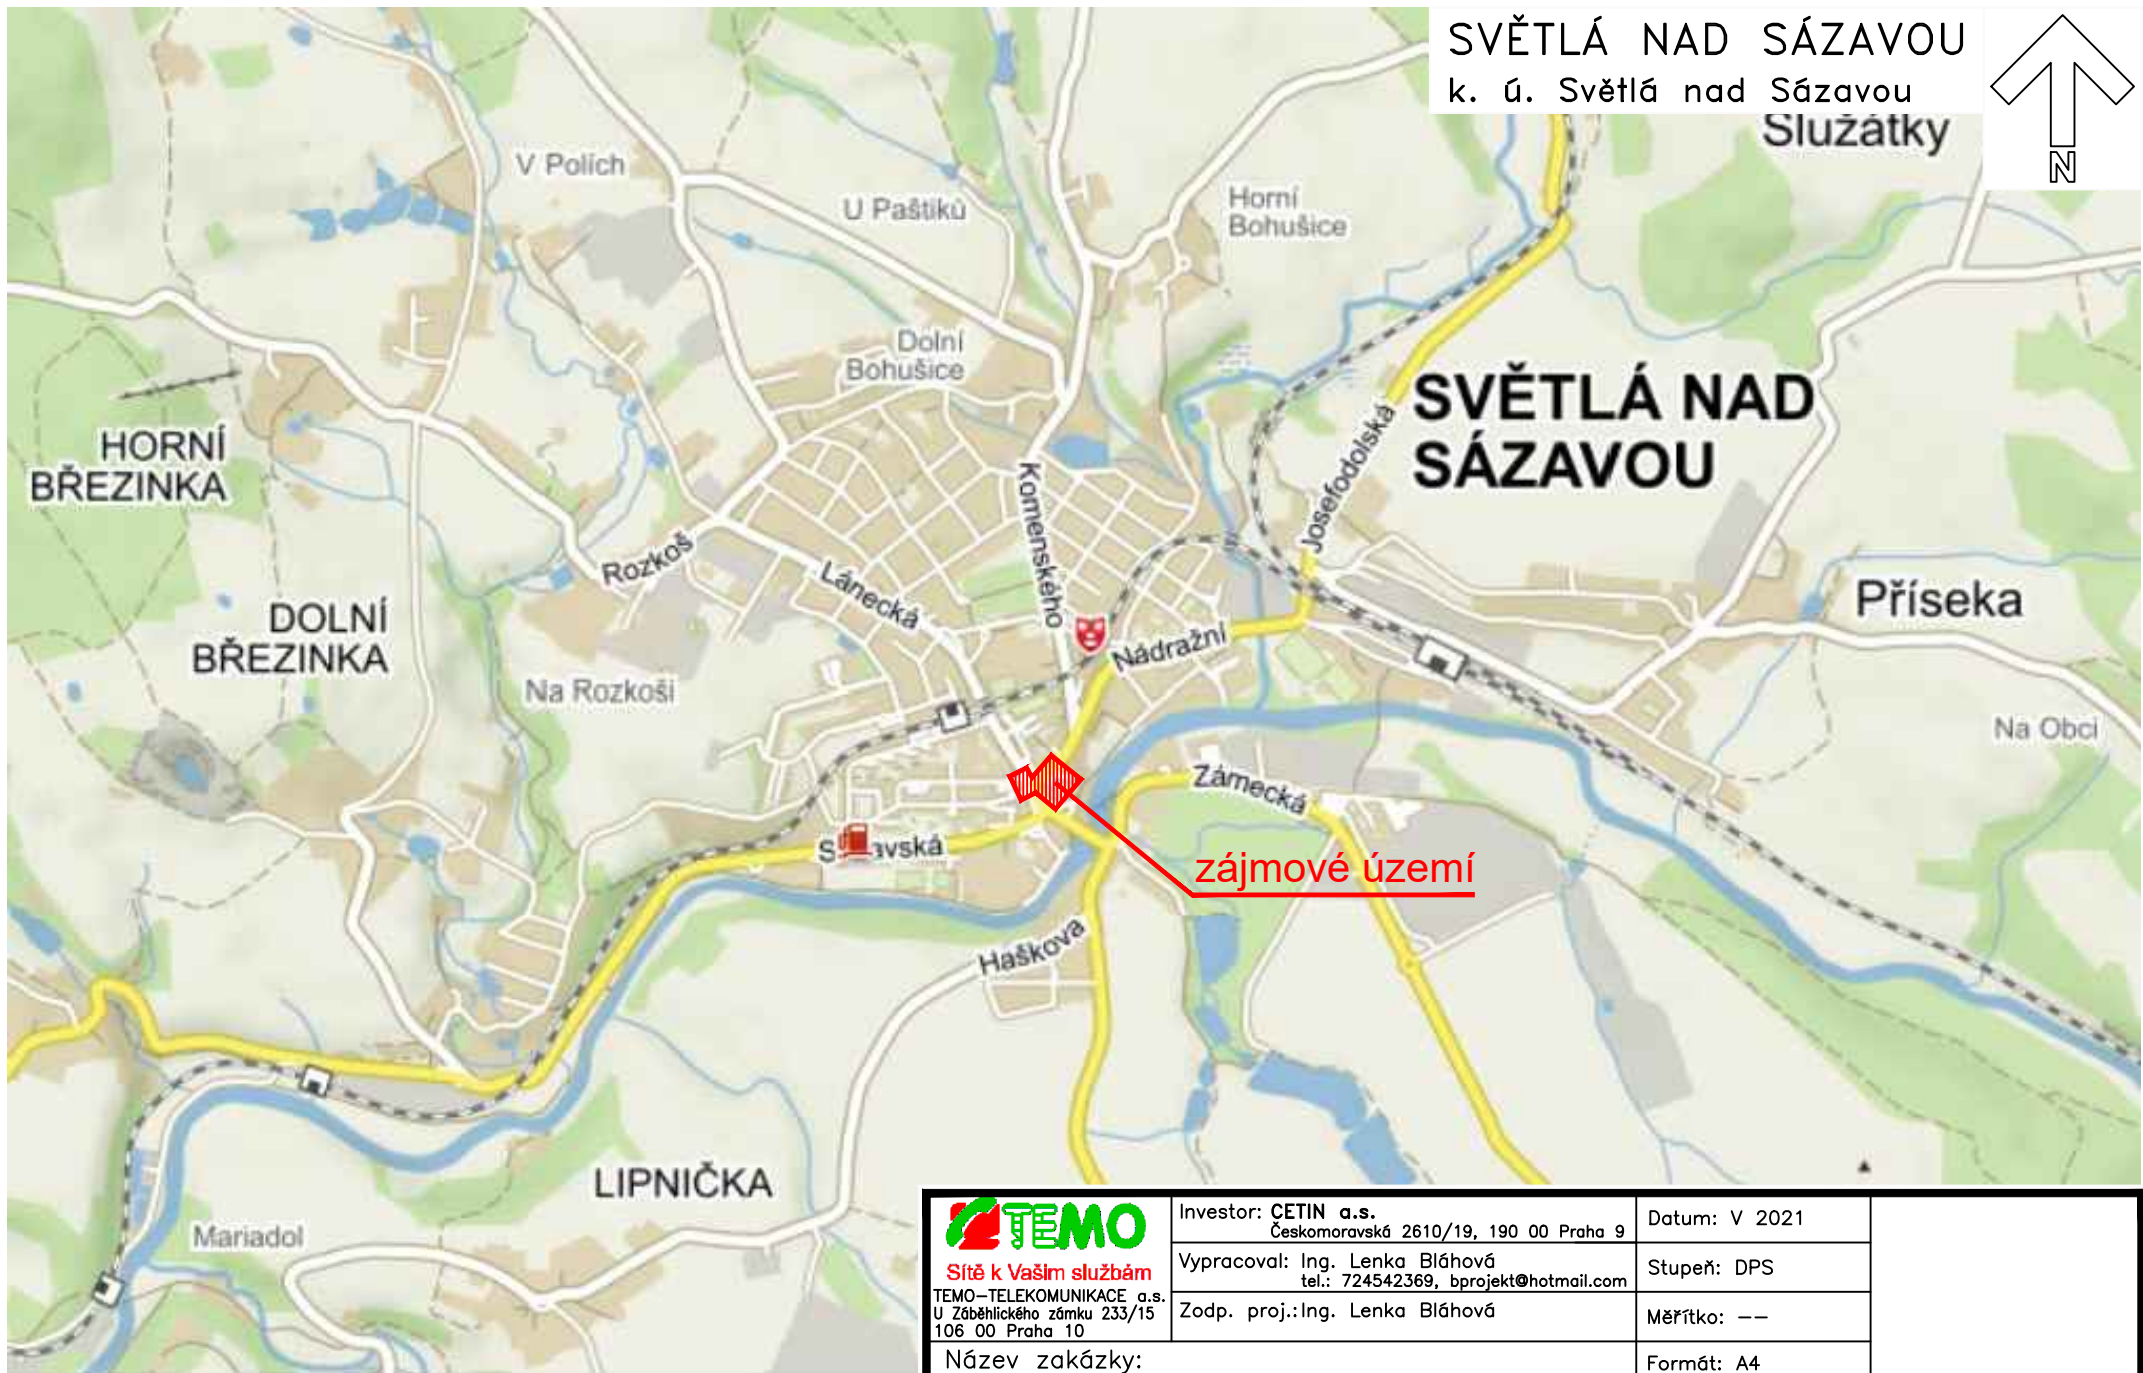 SVĚTLÁ NAD SÁZAVOU
k. ú. Světlá nad Sázavou
Služátky
N
V Polích
U Paštiků
Horní
Bohušice
Dolní
Bohušice
SVĚTLÁ NAD
SÁZAVOU
HORNÍ
BŘEZINKA
Josefodolská
Komenského
Rozkoš
Lánecká
Příseka
DOLNÍ
BŘEZINKA
Nádražní
Na Rozkoši
Na Obci
Zámecká
zájmové území
Haškova
LIPNIČKA
Mariadol
TEMO
Sítě k Vašim službám
TEMO-TELEKOMUNIKACE a.s.
U Záběhlického zámku 233/15
106 00 Praha 10
Investor: CETIN a.s.
Českomoravská 2610/19, 190 00 Praha 9
Vypracoval: Ing. Lenka Bláhová
tel.: 724542369, bprojekt@hotmail.com
Zodp. proj.:Ing. Lenka Bláhová
Datum: V 2021
Stupeň: DPS
Měřítko: --
Název zakázky:
Formát: A4